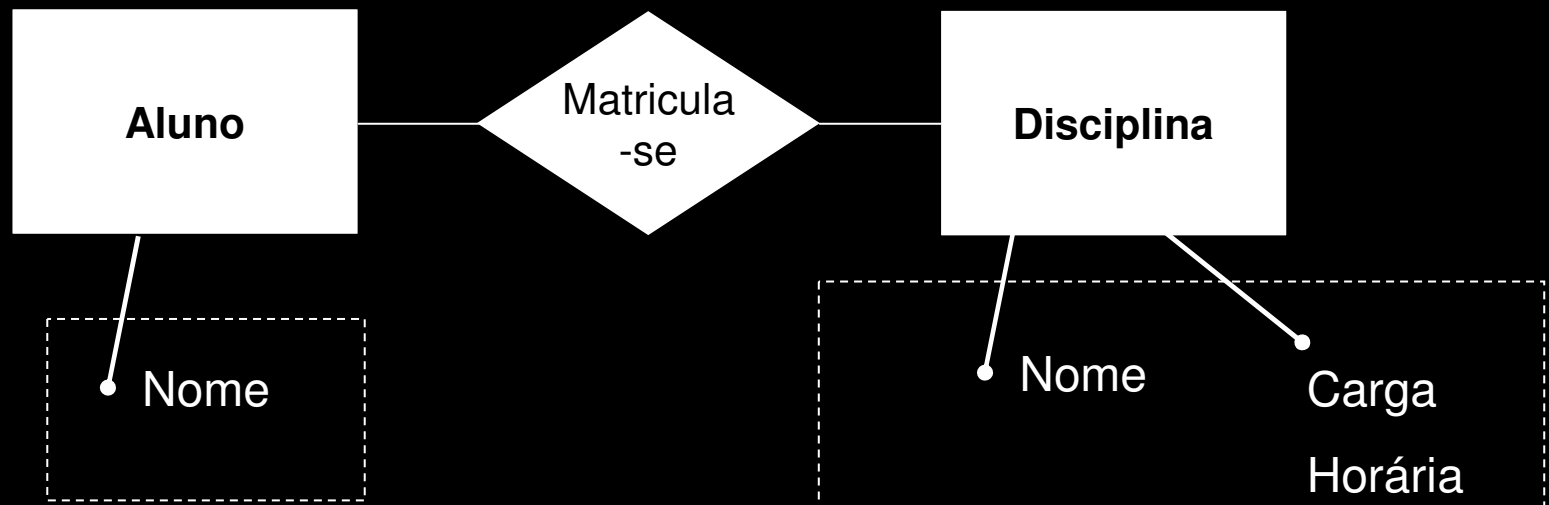 Aluno
Matricula
-se
Disciplina
Nome
Nome
Carga
Horária